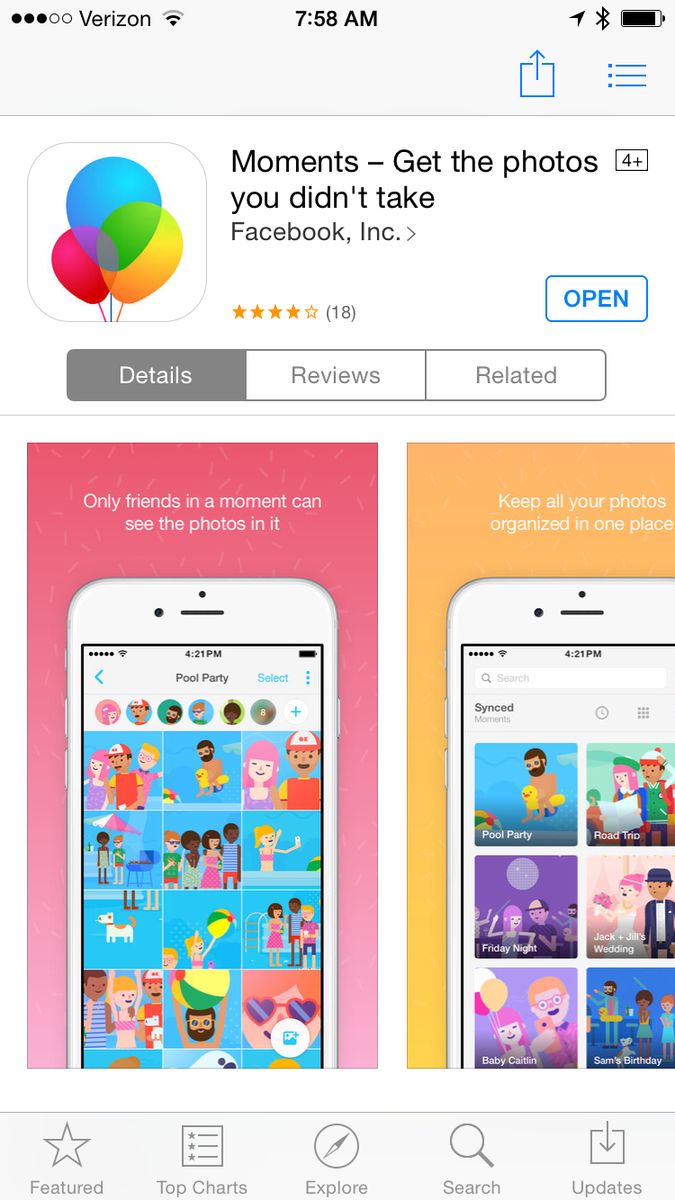 Verizon 7:58 AM
Moments – Get the photos 4+
you didn't take
Facebook, Inc.
(18)
OPEN
Details Reviews Related
Only friends in a moment can
see the photos in it
4:21PM
Pool Party Select
8
Keep all your photos
organized in one place
4:21PM
Search
Synced
Moments
Pool Party
Road Trip
Friday Night
Jack + Jill's
Wedding
Baby Caitlin
Sam's Birthday
Featured Top Charts Explore Search Updates